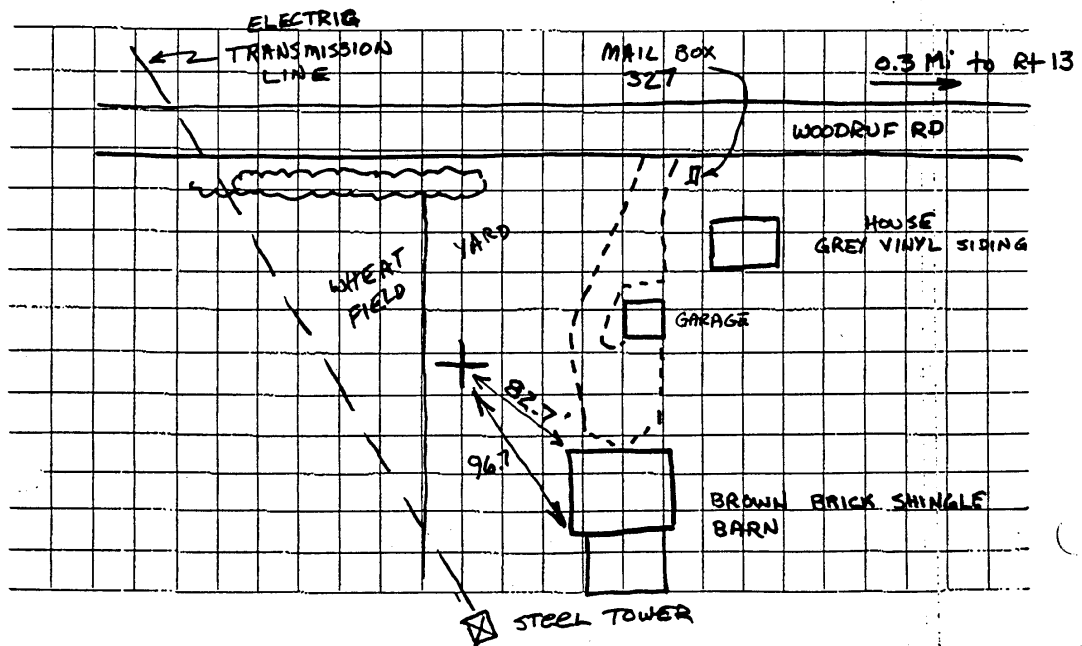 ELECTRIG
TRANSMISSION
LINE
MAIL BOX
327
0.3 Mi to Rt 13
WOODRUF RD
YARD
WHEAT
FIELD
HOUSE
GREY VINYL SIDING
GARAGE
82.7'
96.7
BROWN BRICK SHINGLE
BARN
STEEL TOWER